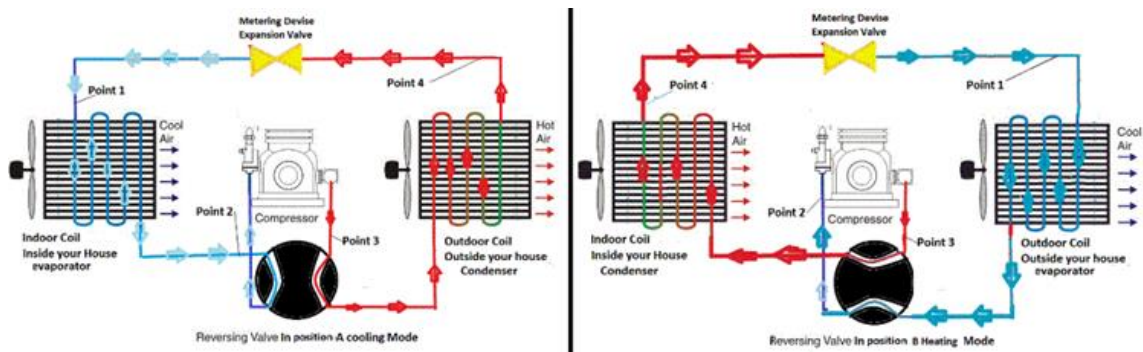 Metering Devise
Expansion Valve
Point 4
Point 1
Cool
Air
Hot
Air
Compressor
Point 2
Point 3
Indoor Coil
Inside your House
evaporator
Outdoor Coil
Outside your house
Condenser
Reversing Valve In position A cooling Mode
Metering Devise
Expansion Valve
Point 1
Point 4
Hot
Air
Cool
Air
Point 2
Compressor
Point 3
Indoor Coil
Inside your House
Condenser
Outdoor Coil
Outside your house
evaporator
Reversing Valve In position B Heating Mode